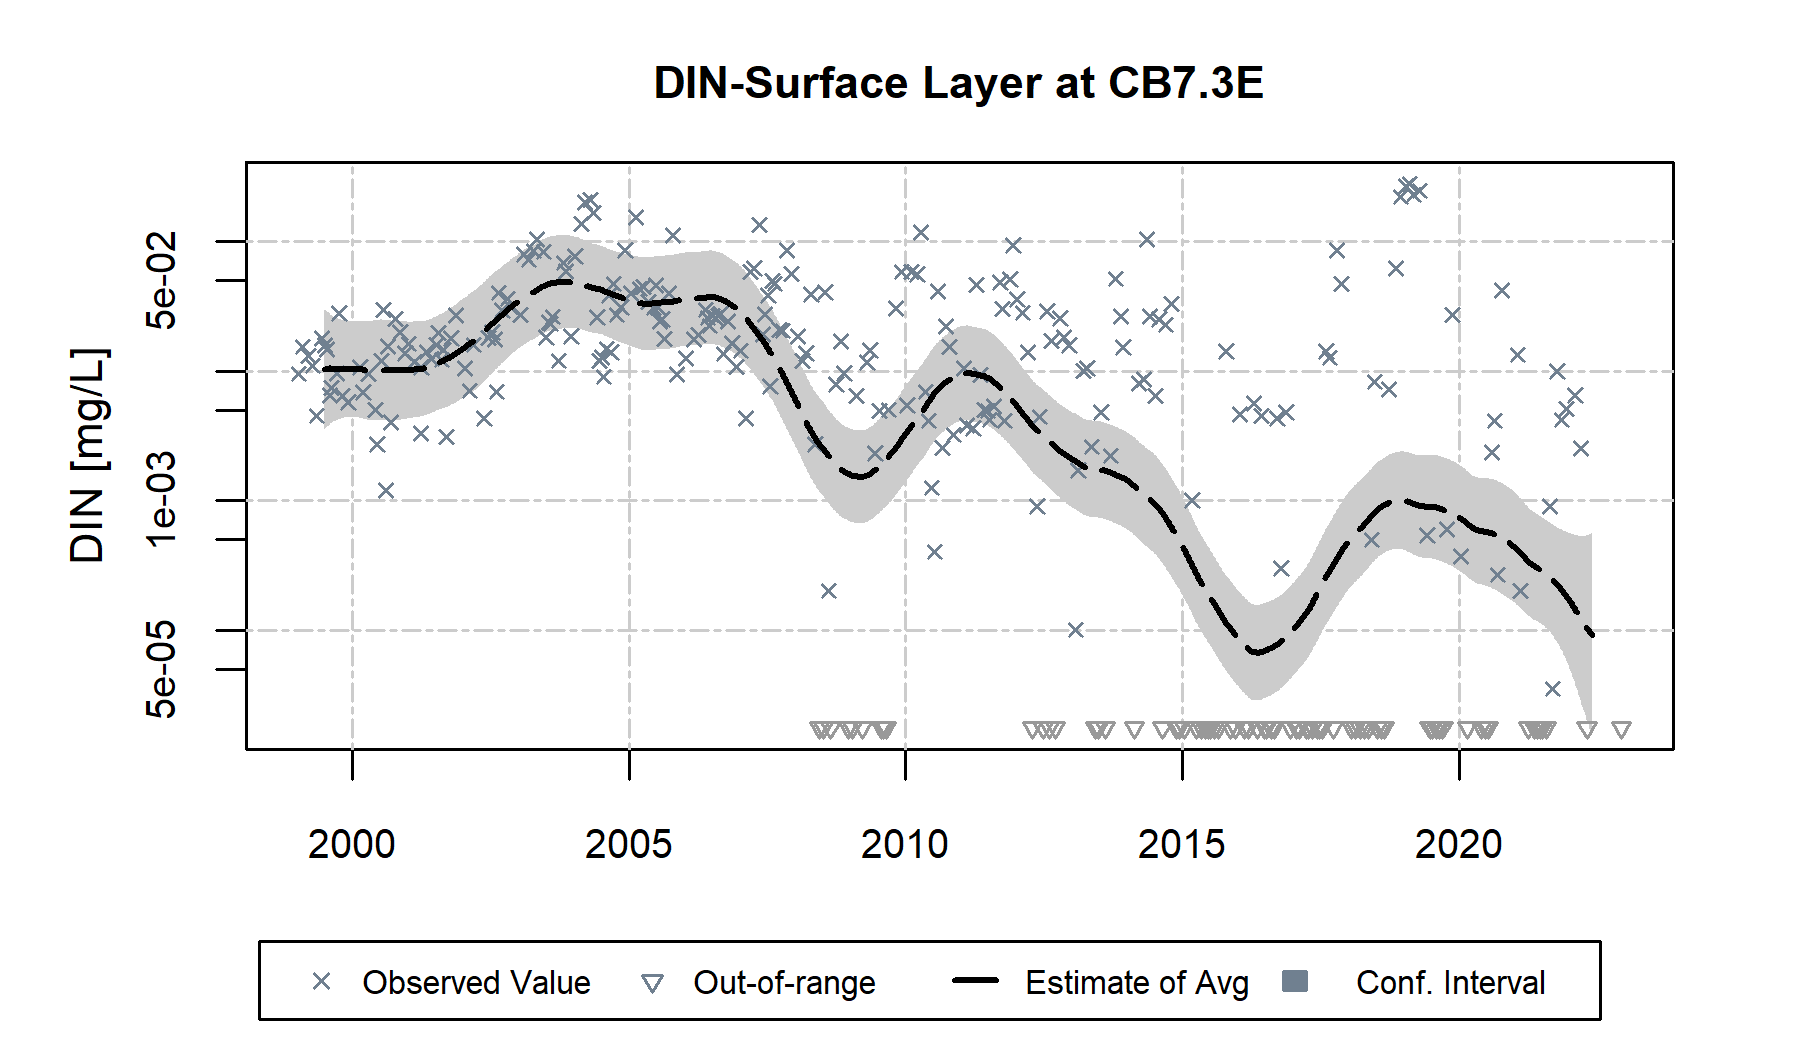 DIN-Surface Layer at CB7.3E
DIN [mg/L]
5e-02
1e-03
5e-05
2000 2005 2010 2015 2020
Observed Value Out-of-range Estimate of Avg Conf. Interval